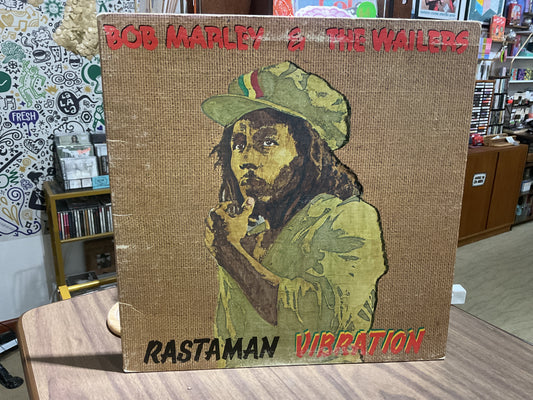 BOB MARLEY & THE WAILERS
FRESH
RASTAMAN VIBRATION